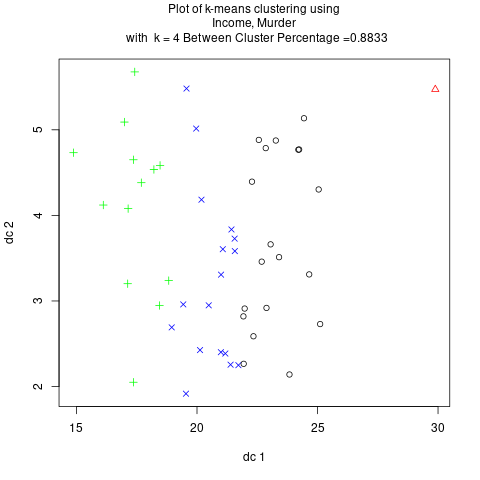 Plot of k-means clustering using
Income, Murder
with k = 4 Between Cluster Percentage =0.8833
dc 2
5
4
3
2
15 20 25 30
dc 1